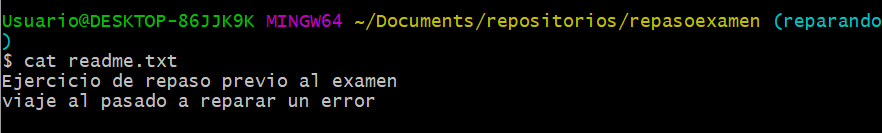 Usuario@DESKTOP-86JJK9K MINGW64 ~/Documents/repositorios/repasoexamen (reparando
)
$ cat readme.txt
Ejercicio de repaso previo al examen
viaje al pasado a reparar un error